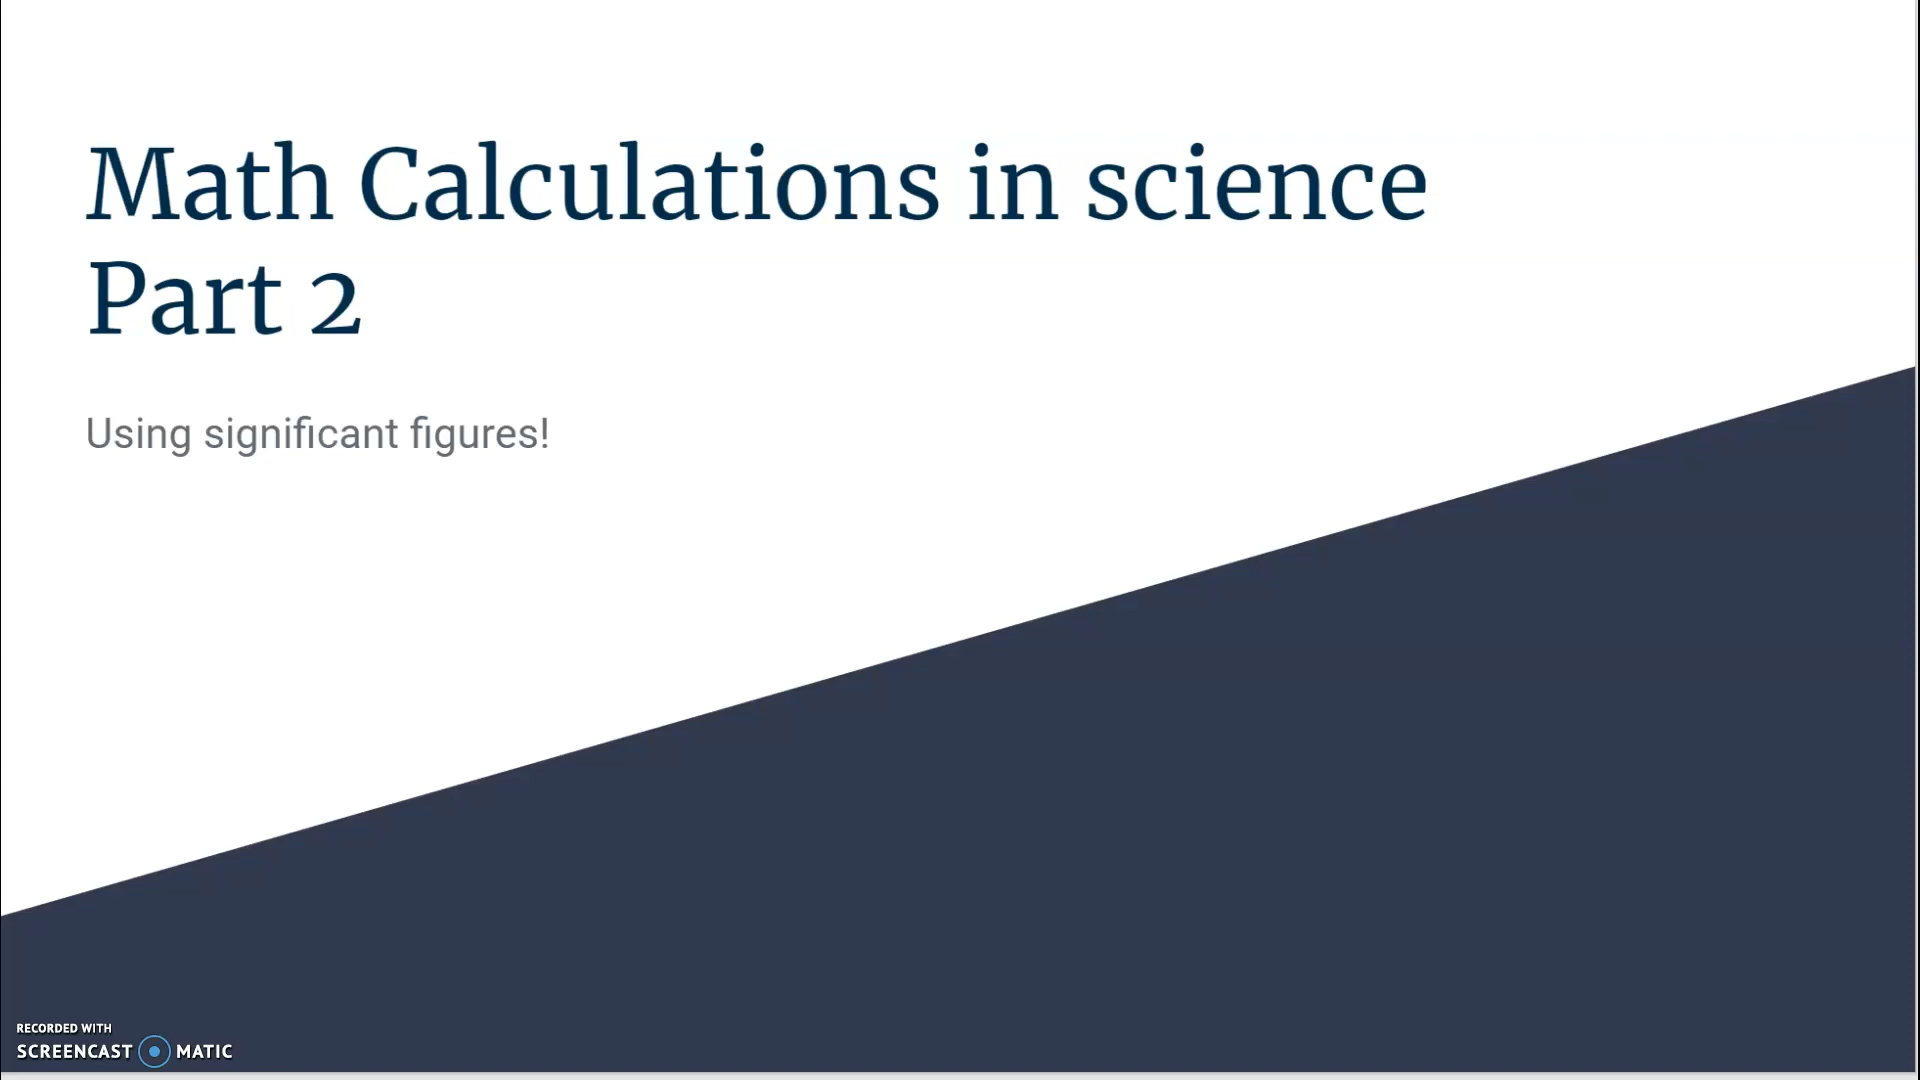 Math Calculations in science
Part 2
Using significant figures!
RECORDED WITH
SCREENCAST MATIC